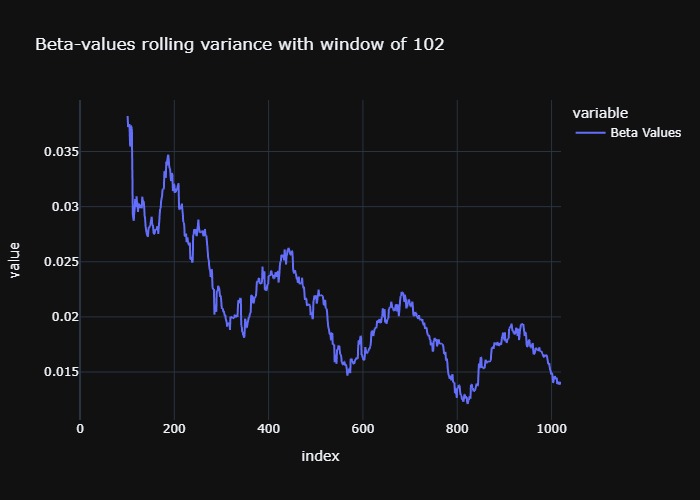 Beta-values rolling variance with window of 102
variable
Beta Values
value
0.035
0.03
0.025
0.02
0.015
0
200
400
600
800
1000
index